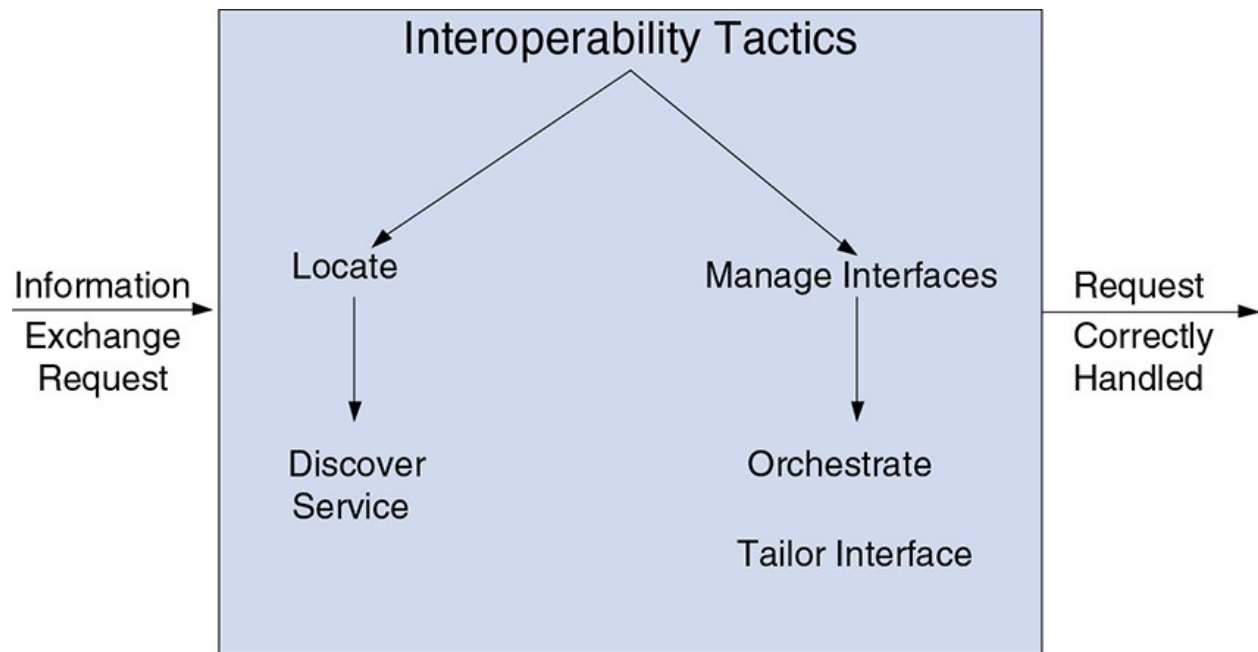 Interoperability Tactics
Information
Exchange
Request
Locate
Discover
Service
Manage Interfaces
Orchestrate
Tailor Interface
Request
Correctly
Handled